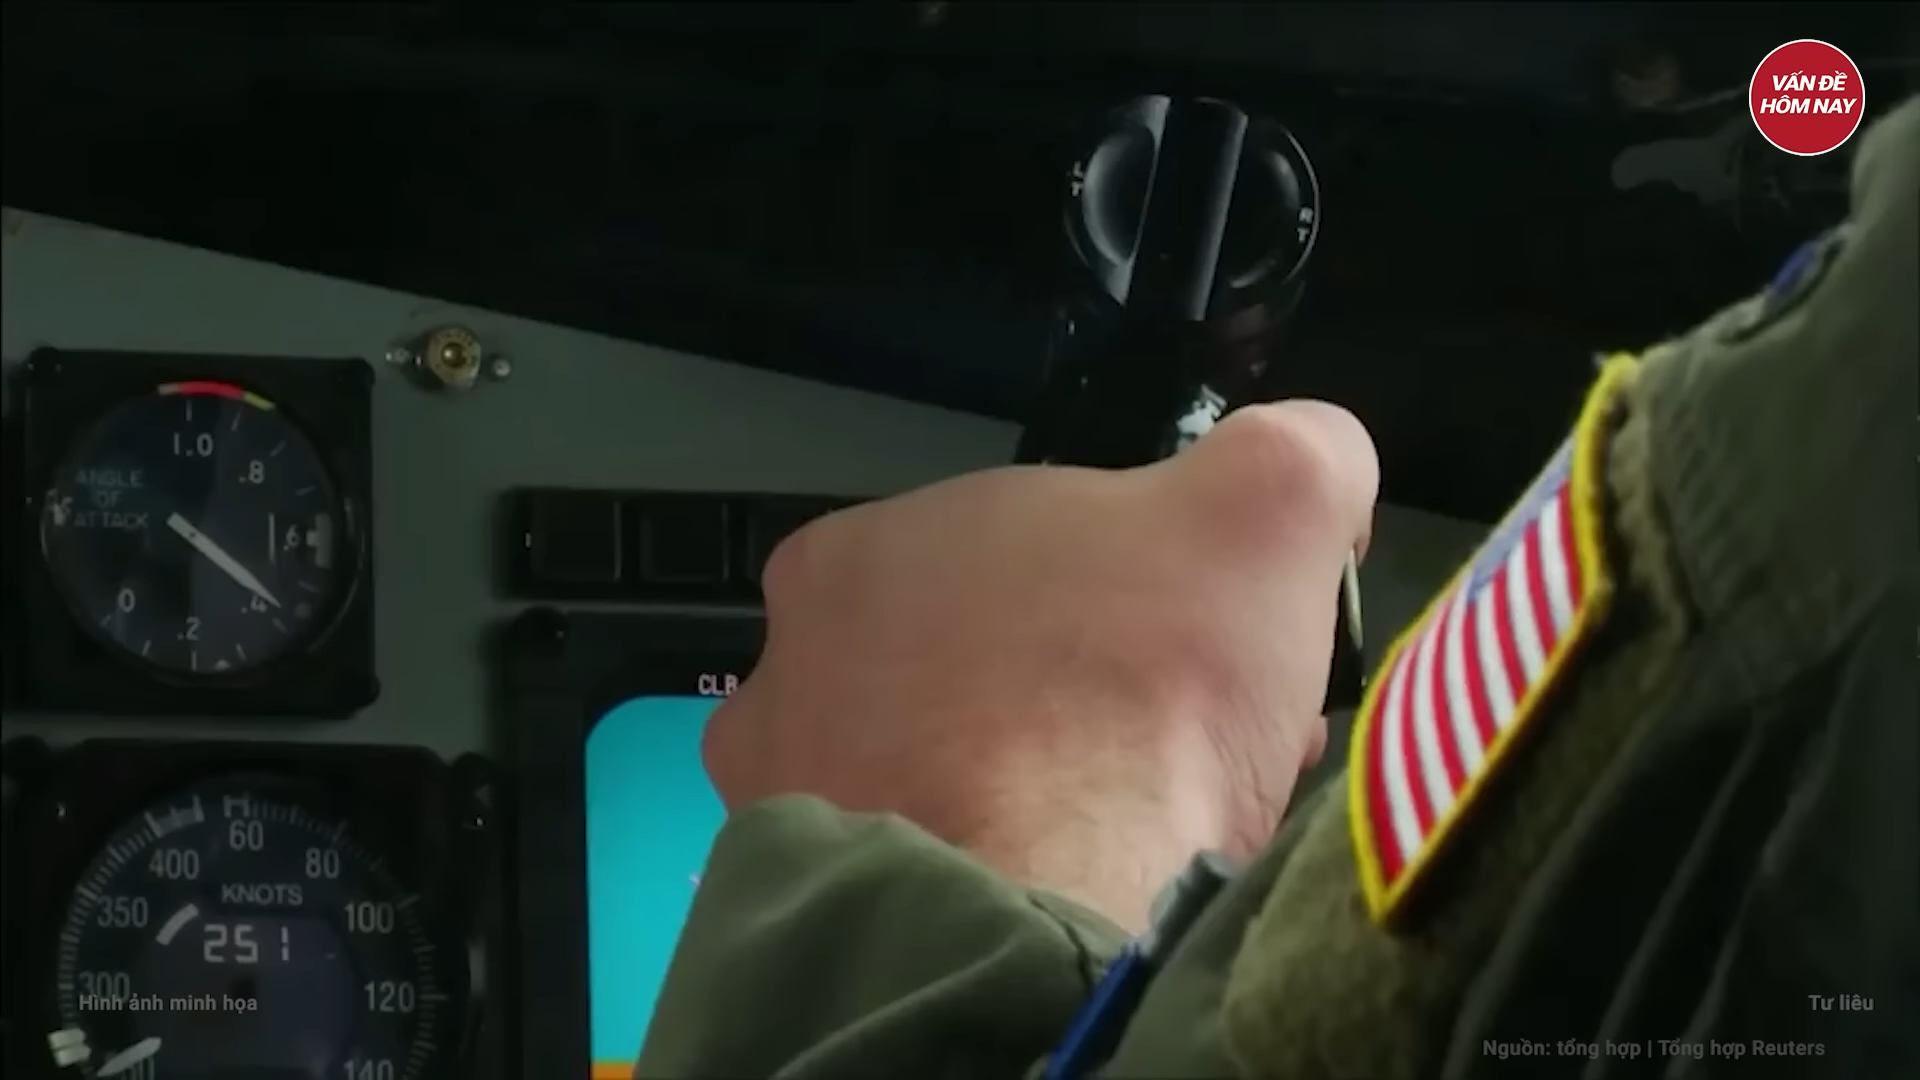 VẤN ĐỀ
HÔM NAY
L
T
R
T
1.0
.8
ANGLE
OF
ATTACK
.6
.4
0
.2
CLB
60
400
80
KNOTS
350
100
251
300
120
140
Hình ảnh minh họa
Tư liệu
Nguồn: tổng hợp | Tổng hợp Reuters